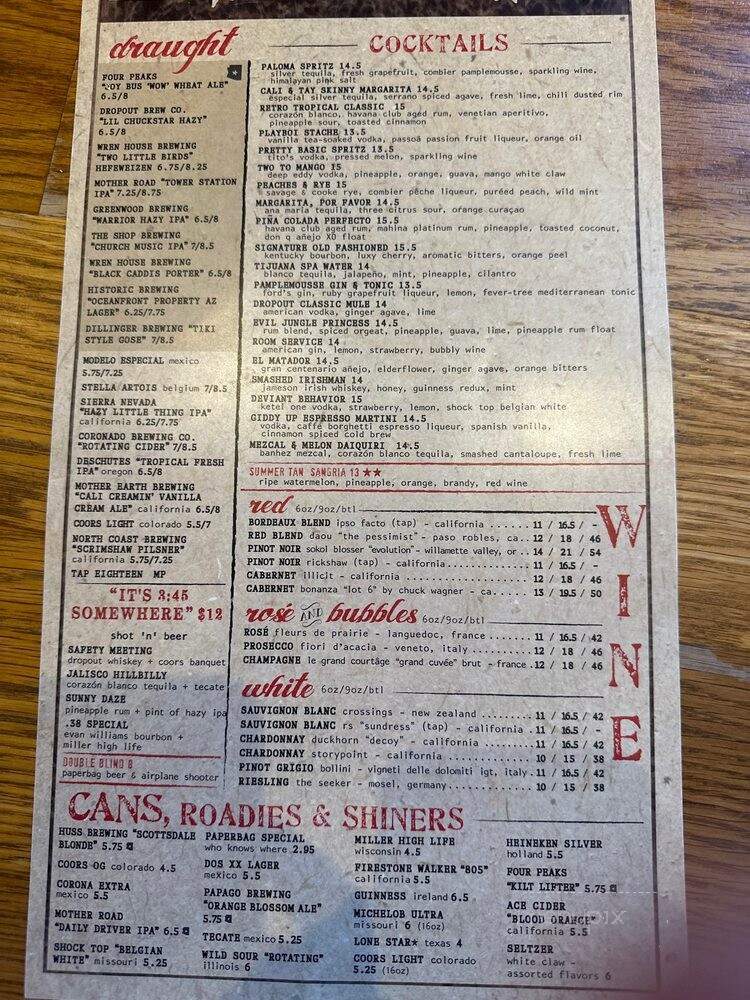 draught
FOUR PEAKS
"JOY BUS 'WOW' WHEAT ALE"
6.5/8
DROPOUT BREW CO.
"LIL CHUCKSTAR HAZY"
6.5/8
WREN HOUSE BREWING
"TWO LITTLE BIRDS"
HEFEWEIZEN 6.75/8.25
MOTHER ROAD "TOWER STATION
IPA" 7.25/8.75
GREENWOOD BREWING
"WARRIOR HAZY IPA" 6.5/8
THE SHOP BREWING
"CHURCH MUSIC IPA" 7/8.5
WREN HOUSE BREWING
"BLACK CADDIS PORTER" 6.5/8
HISTORIC BREWING
"OCEANFRONT PROPERTY AZ
LAGER" 6.25/7.75
DILLINGER BREWING "TIKI
STYLE GOSE" 7/8.5
MODELO ESPECIAL mexico
5.75/7.25
STELLA ARTOIS belgium 7/8.5
SIERRA NEVADA
"HAZY LITTLE THING IPA"
california 6.25/7.75
CORONADO BREWING CO.
"ROTATING CIDER" 7/8.5
DESCHUTES "TROPICAL FRESH
IPA" oregon 6.5/8
MOTHER EARTH BREWING
"CALI CREAMIN' VANILLA
CREAM ALE" california 6.5/8
COORS LIGHT colorado 5.5/7
NORTH COAST BREWING
"SCRIMSHAW PILSNER"
california 5.75/7.25
TAP EIGHTEEN MP
"IT'S 3:45
SOMEWHERE" $12
shot 'n' beer
SAFETY MEETING
dropout whiskey + coors banquet
JALISCO HILLBILLY
corazón blanco tequila + tecate
SUNNY DAZE
pineapple rum + pint of hazy ipa
.38 SPECIAL
evan williams bourbon +
miller high life
DOUBLE BLIND 8
paperbag beer & airplane shooter
COCKTAILS
PALOMA SPRITZ 14.5
silver tequila, fresh grapefruit, combier pamplemousse, sparkling wine,
himalayan pink salt
CALI & TAY SKINNY MARGARITA 14.5
especial silver tequila, serrano spiced agave, fresh lime, chili dusted rim
RETRO TROPICAL CLASSIC 15
corazón blanco, havana club aged rum, venetian aperitivo,
pineapple sour, toasted cinnamon
PLAYBOI STACHE 13.5
vanilla tea-soaked vodka, passoã passion fruit liqueur, orange oil
PRETTY BASIC SPRITZ 13.5
tito's vodka, pressed melon, sparkling wine
TWO TO MANGO 15
deep eddy vodka, pineapple, orange, guava, mango white claw
PEACHES & RYE 15
savage & cooke rye, combier pêche liqueur, puréed peach, wild mint
MARGARITA, POR FAVOR 14.5
ana maria tequila, three citrus sour, orange curaçao
PIÑA COLADA PERFECTO 15.5
havana club aged rum, mahina platinum rum, pineapple, toasted coconut,
don q añejo XO float
SIGNATURE OLD FASHIONED 15.5
kentucky bourbon, luxy cherry, aromatic bitters, orange peel
TIJUANA SPA WATER 14
blanco tequila, jalapeño, mint, pineapple, cilantro
PAMPLEMOUSSE GIN & TONIC 13.5
ford's gin, ruby grapefruit liqueur, lemon, fever-tree mediterranean tonic
DROPOUT CLASSIC MULE 14
american vodka, ginger agave, lime
EVIL JUNGLE PRINCESS 14.5
rum blend, spiced orgeat, pineapple, guava, lime, pineapple rum float
ROOM SERVICE 14
american gin, lemon, strawberry, bubbly wine
EL MATADOR 14.5
gran centenario añejo, elderflower, ginger agave, orange bitters
SMASHED IRISHMAN 14
jameson irish whiskey, honey, guinness redux, mint
DEVIANT BEHAVIOR 15
ketel one vodka, strawberry, lemon, shock top belgian white
GIDDY UP ESPRESSO MARTINI 14.5
vodka, caffé borghetti espresso liqueur, spanish vanilla,
cinnamon spiced cold brew
MEZCAL & MELON DAIQUIRI 14.5
banhez mezcal, corazón blanco tequila, smashed cantaloupe, fresh lime
SUMMER TAN SANGRIA 13 ★★
ripe watermelon, pineapple, orange, brandy, red wine
WINE
red 6oz/9oz/btl
BORDEAUX BLEND ipso facto (tap) - california ...... 11 / 16.5 / -
RED BLEND daou "the pessimist" - paso robles, ca.. 12 / 18 / 46
PINOT NOIR sokol blosser "evolution" - willamette valley, or .. 14 / 21 / 54
PINOT NOIR rickshaw (tap) - california............. 11 / 16.5 / -
CABERNET illicit - california .................... 12 / 18 / 46
CABERNET bonanza "lot 6" by chuck wagner - ca..... 13 / 19.5 / 50
rosé AND bubbles 6oz/9oz/btl
ROSÉ fleurs de prairie - languedoc, france ....... 11 / 16.5 / 42
PROSECCO fiori d'acacia - veneto, italy .......... 12 / 18 / 46
CHAMPAGNE le grand courtâge "grand cuvée" brut - france . 12 / 18 / 46
white 6oz/9oz/btl
SAUVIGNON BLANC crossings - new zealand ......... 11 / 16.5 / 42
SAUVIGNON BLANC rs "sundress" (tap) - california . 11 / 16.5 / -
CHARDONNAY duckhorn "decoy" - california ........ 11 / 16.5 / 42
CHARDONNAY storypoint - california .............. 10 / 15 / 38
PINOT GRIGIO bollini - vigneti delle dolomiti igt, italy . 11 / 16.5 / 42
RIESLING the seeker - mosel, germany............. 10 / 15 / 38
CANS, ROADIES & SHINERS
HUSS BREWING "SCOTTSDALE
BLONDE" 5.75
COORS OG colorado 4.5
CORONA EXTRA
mexico 5.5
MOTHER ROAD
"DAILY DRIVER IPA" 6.5
SHOCK TOP "BELGIAN
WHITE" missouri 5.25
PAPERBAG SPECIAL
who knows where 2.95
DOS XX LAGER
mexico 5.5
PAPAGO BREWING
"ORANGE BLOSSOM ALE"
5.75
TECATE mexico 5.25
WILD SOUR "ROTATING"
illinois 6
MILLER HIGH LIFE
wisconsin 4.5
FIRESTONE WALKER "805"
california 5.5
GUINNESS ireland 6.5
MICHELOB ULTRA
missouri 6 (16oz)
LONE STAR★ texas 4
COORS LIGHT colorado
5.25 (16oz)
HEINEKEN SILVER
holland 5.5
FOUR PEAKS
"KILT LIFTER" 5.75
ACE CIDER
"BLOOD ORANGE"
california 5.5
SELTZER
white claw -
assorted flavors 6